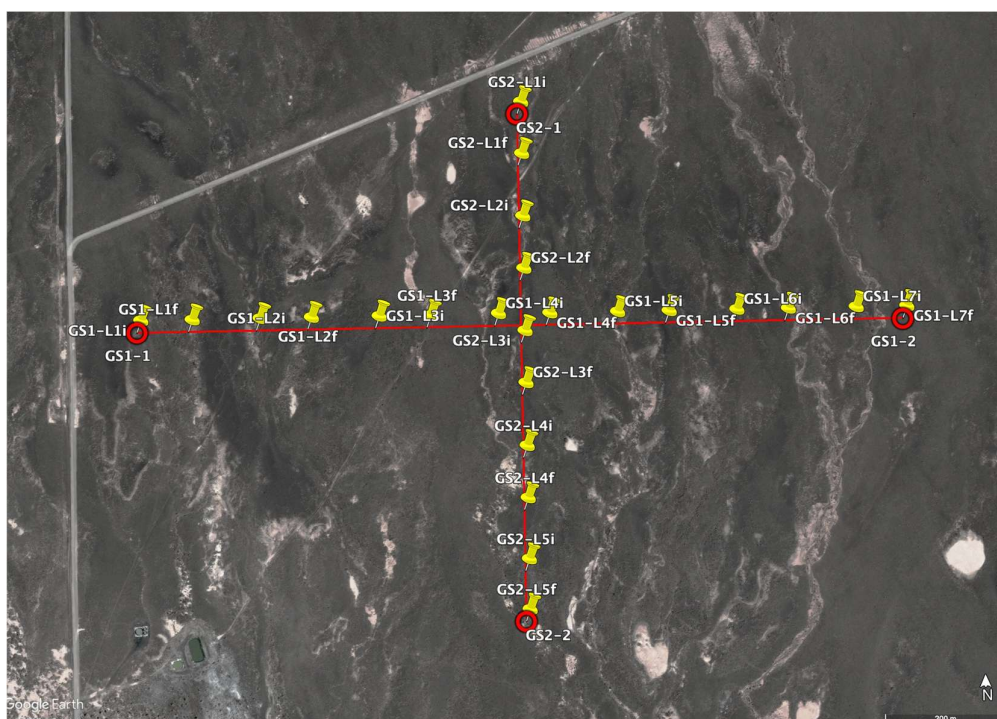 GS2-L1i
GS2-1
GS2-L1f
GS2-L2i
GS2-L2f
GS1-L1f
GS1-L1i
GS1-1
GS1-L2i
GS1-L2f
GS1-L3f
GS1-L3i
GS1-L4i
GS1-L4f
GS2-L3i
GS1-L5i
GS1-L5f
GS1-L6i
GS1-L6f
GS1-L7i
GS1-L7f
GS1-2
GS2-L3f
GS2-L4i
GS2-L4f
GS2-L5i
GS2-L5f
GS2-2
N
Google Earth
200 m